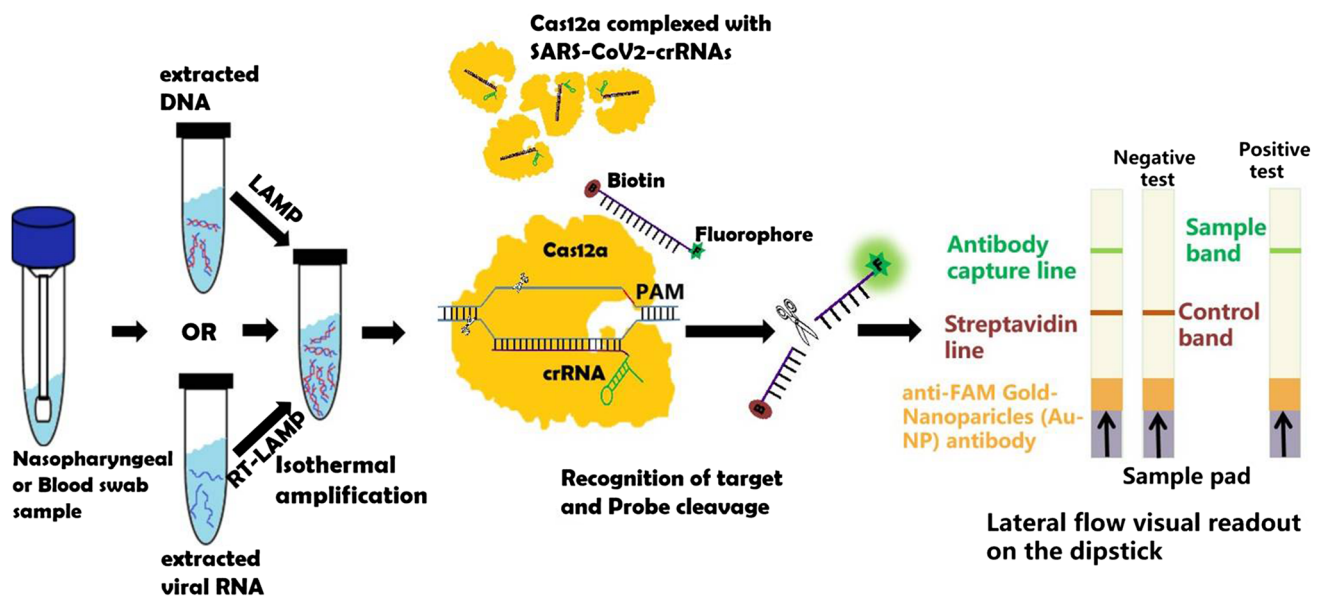 Cas12a complexed with
SARS-CoV2-crRNAs
extracted
DNA
LAMP
Nasopharyngeal
or Blood swab
sample
OR
RT-LAMP
Isothermal
amplification
extracted
viral RNA
B
Biotin
F
Fluorophore
Cas12a
PAM
crRNA
Recognition of target
and Probe cleavage
F
B
Negative
test
Positive
test
Antibody
capture line
Sample
band
Streptavidin
line
Control
band
anti-FAM Gold-
Nanoparicles (Au-
NP) antibody
Sample pad
Lateral flow visual readout
on the dipstick